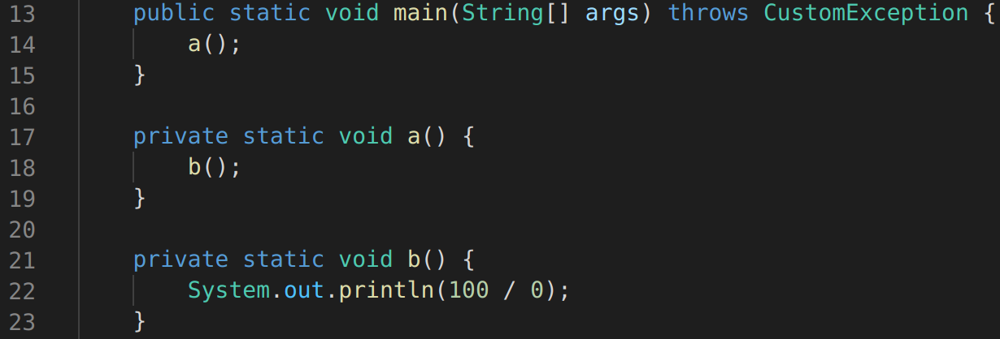 13 public static void main(String[] args) throws CustomException {
14 a();
15 }
16
17 private static void a() {
18 b();
19 }
20
21 private static void b() {
22 System.out.println(100 / 0);
23 }